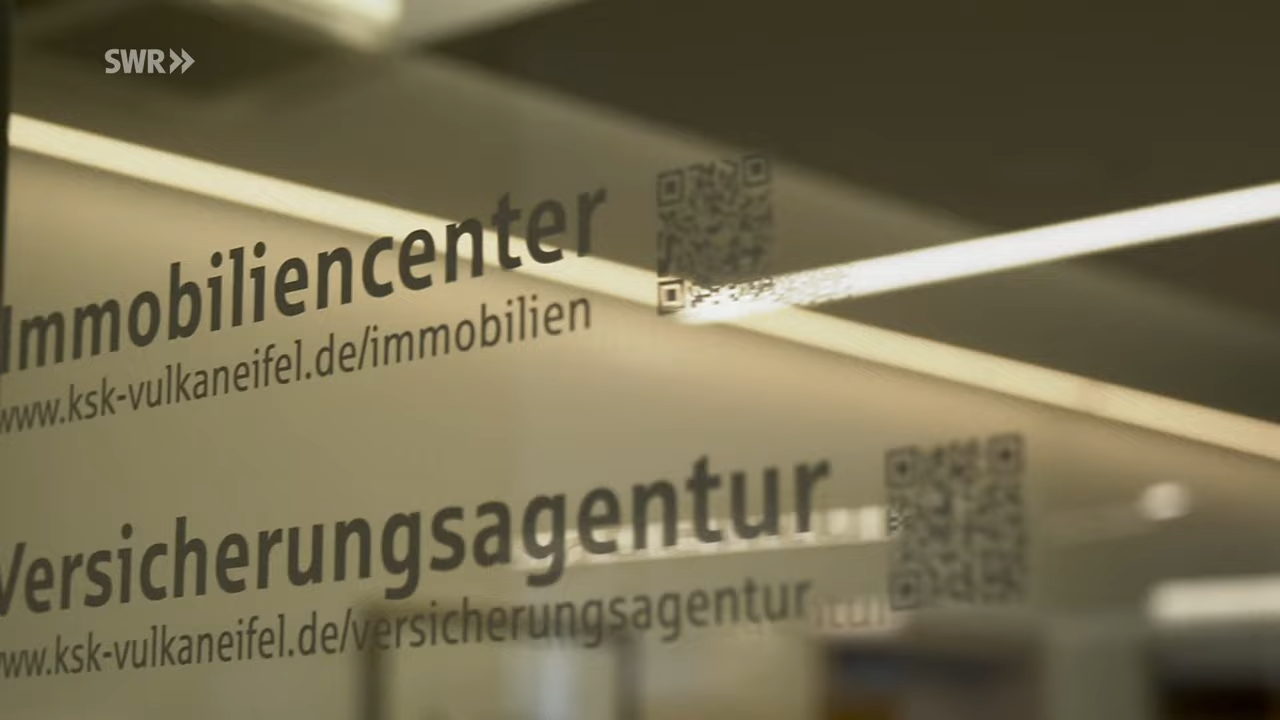 SWR
Immobiliencenter
www.ksk-vulkaneifel.de/immobilien
Versicherungsagentur
www.ksk-vulkaneifel.de/versicherungsagentur